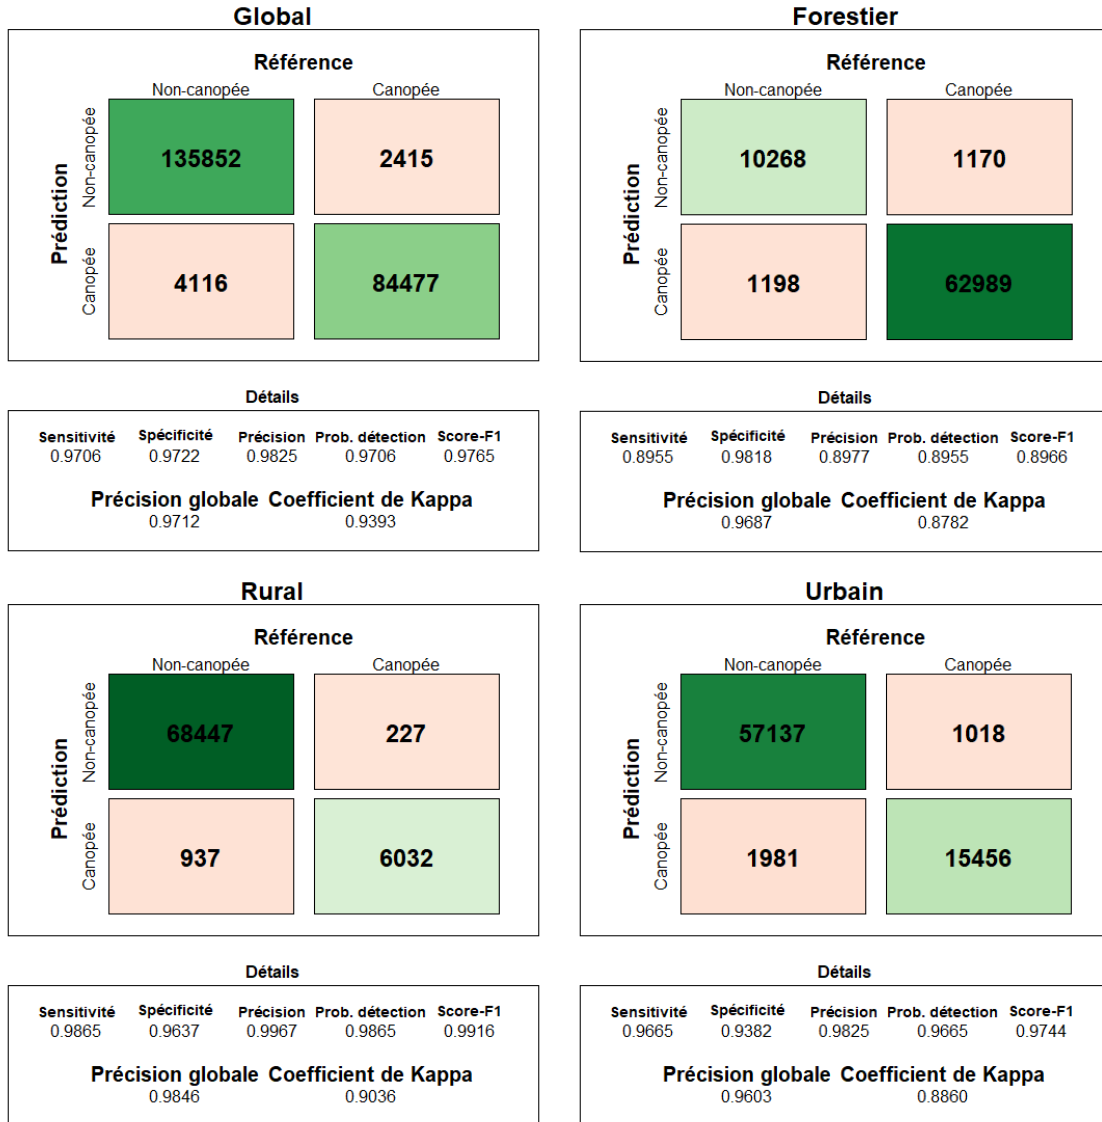 Global
Référence
Non-canopée Canopée
Prédiction
Non-canopée
135852 2415
Canopée
4116 84477
Détails
Sensitivité Spécificité Précision Prob. détection Score-F1
0.9706 0.9722 0.9825 0.9706 0.9765
Précision globale Coefficient de Kappa
0.9712 0.9393
Forestier
Référence
Non-canopée Canopée
Prédiction
Non-canopée
10268 1170
Canopée
1198 62989
Détails
Sensitivité Spécificité Précision Prob. détection Score-F1
0.8955 0.9818 0.8977 0.8955 0.8966
Précision globale Coefficient de Kappa
0.9687 0.8782
Rural
Référence
Non-canopée Canopée
Prédiction
Non-canopée
68447 227
Canopée
937 6032
Détails
Sensitivité Spécificité Précision Prob. détection Score-F1
0.9865 0.9637 0.9967 0.9865 0.9916
Précision globale Coefficient de Kappa
0.9846 0.9036
Urbain
Référence
Non-canopée Canopée
Prédiction
Non-canopée
57137 1018
Canopée
1981 15456
Détails
Sensitivité Spécificité Précision Prob. détection Score-F1
0.9665 0.9382 0.9825 0.9665 0.9744
Précision globale Coefficient de Kappa
0.9603 0.8860